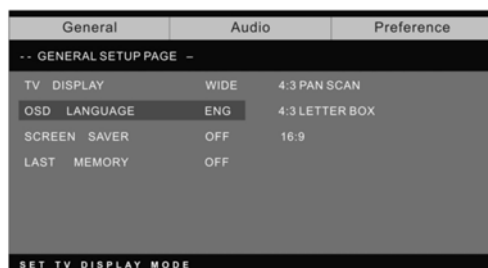 General Audio Preference
-- GENERAL SETUP PAGE –
TV DISPLAY WIDE 4:3 PAN SCAN
OSD LANGUAGE ENG 4:3 LETTER BOX
SCREEN SAVER OFF 16:9
LAST MEMORY OFF
SET TV DISPLAY MODE